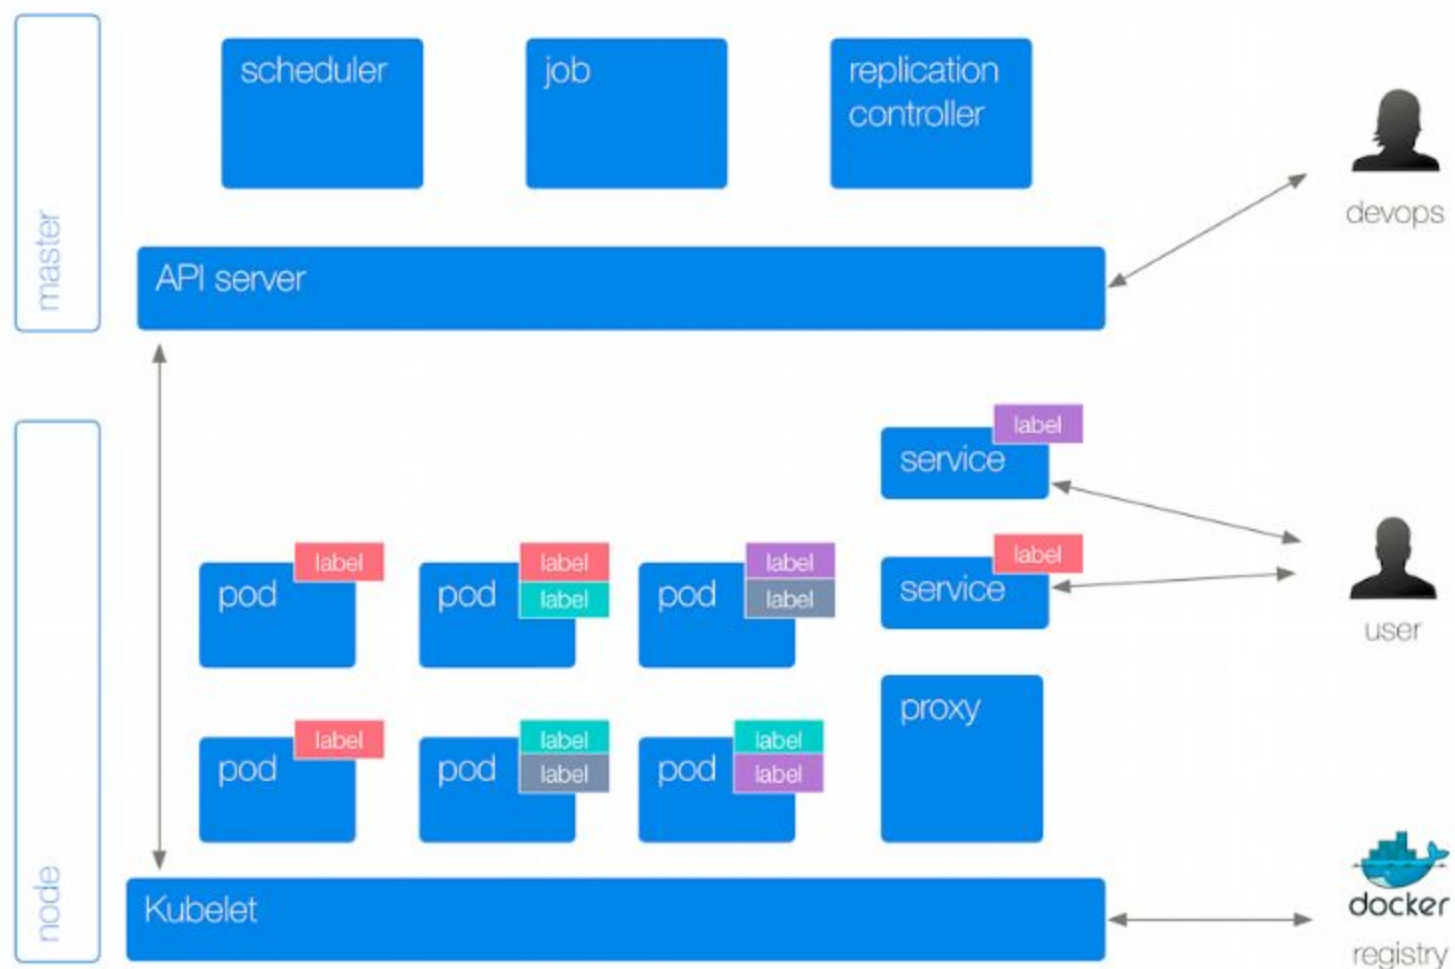 scheduler
job
replication
controller
devops
master
API server
label
service
label
service
user
label
pod
label
label
pod
label
label
pod
proxy
label
pod
label
label
pod
label
label
pod
node
Kubelet
docker
registry